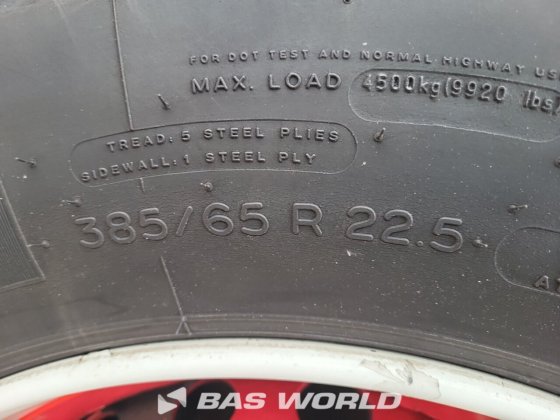 FOR DOT TEST AND NORMAL HIGHWAY
MAX. LOAD 4500kg(9920 lbs)
TREAD: 5 STEEL PLIES
SIDEWALL: 1 STEEL PLY
385/65 R 22.5
BAS WORLD